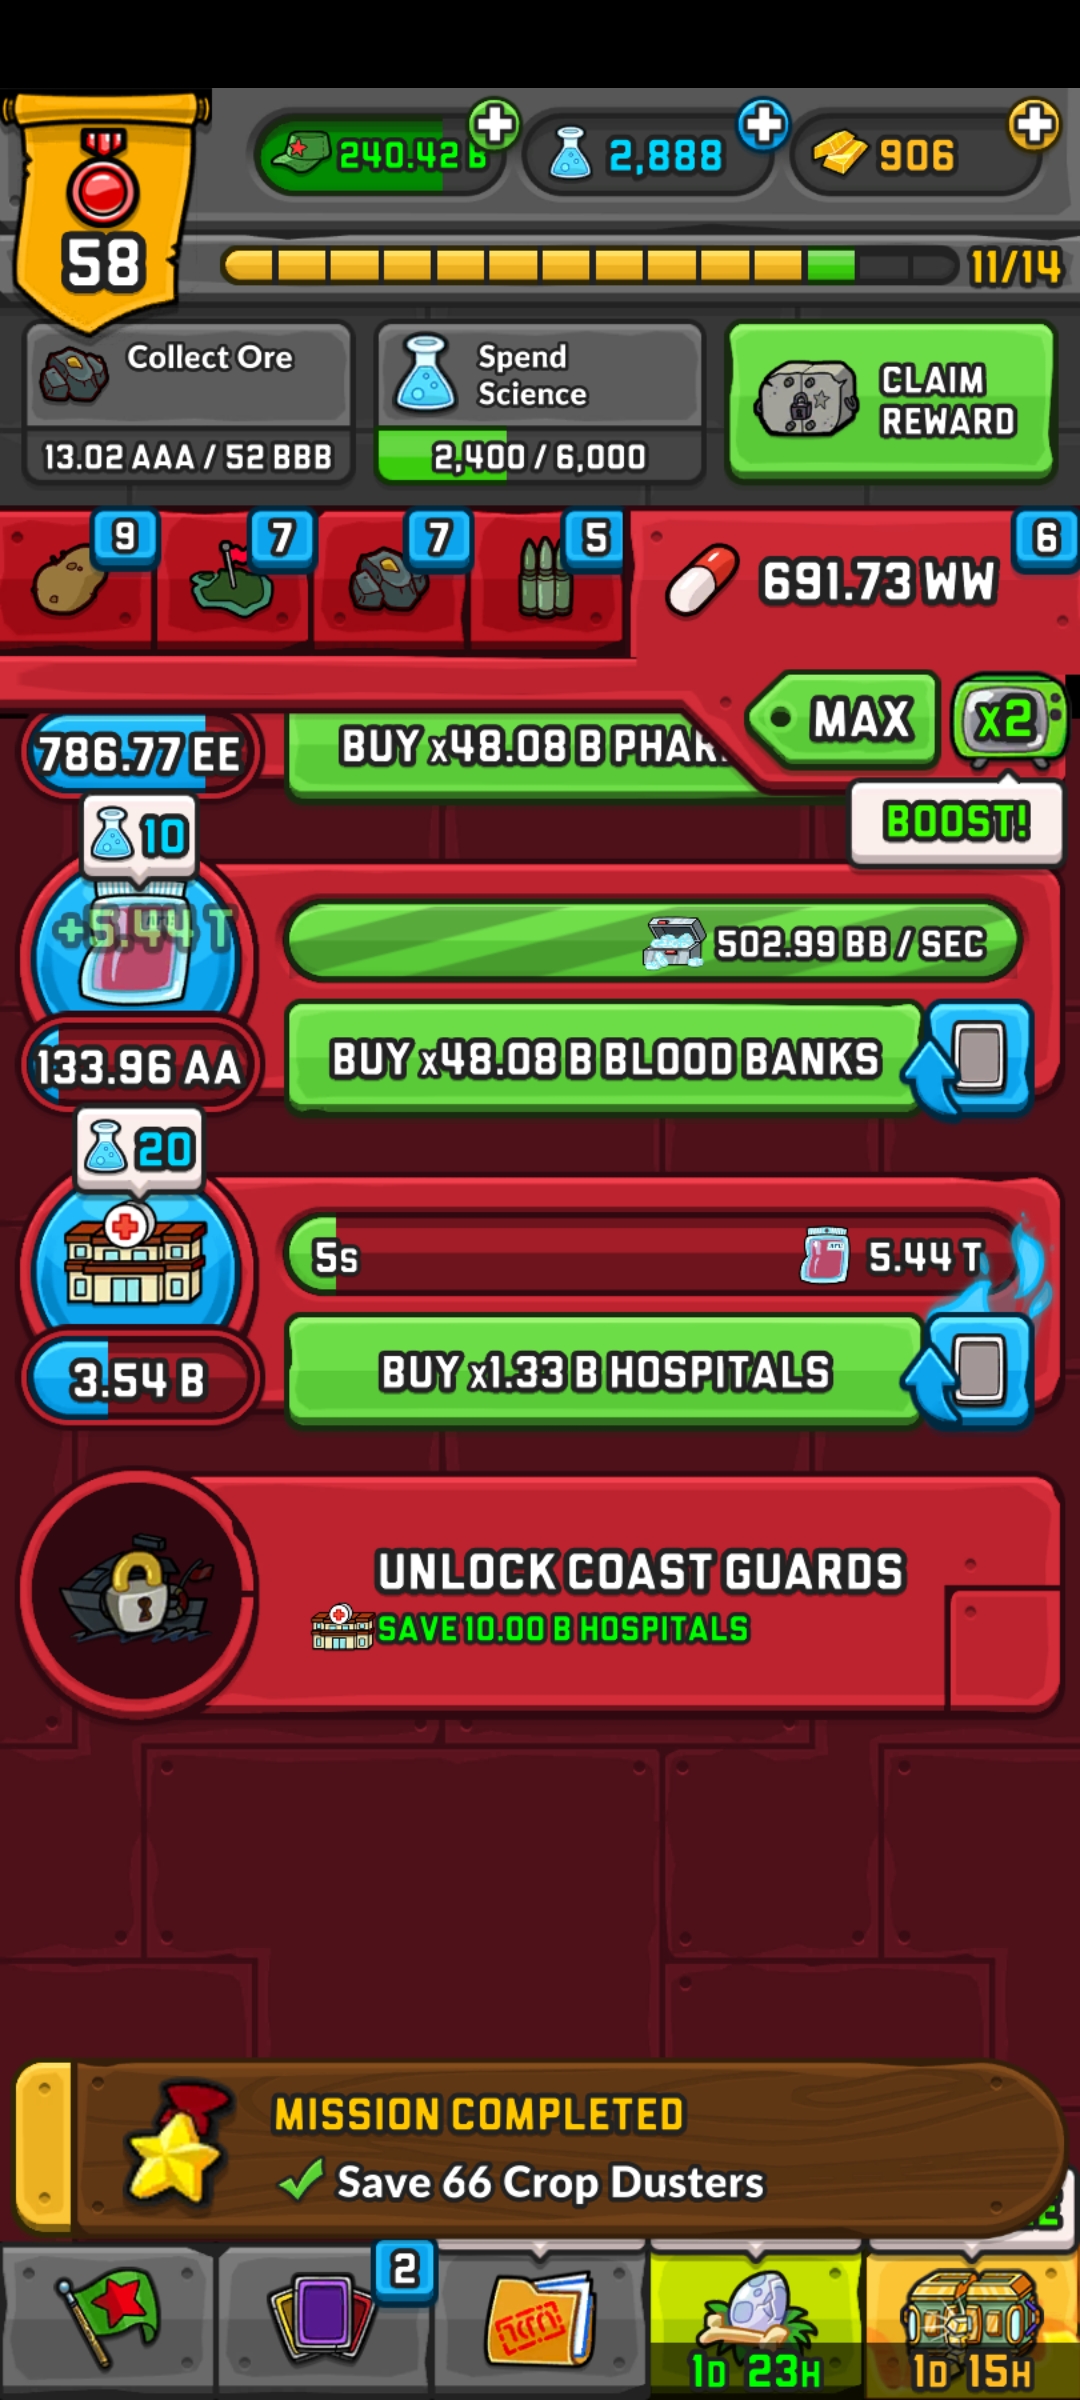 58
240.42 B
2,888
906
11/14
Collect Ore
13.02 AAA / 52 BBB
Spend
Science
2,400 / 6,000
CLAIM
REWARD
9
7
7
5
6
691.73 WW
MAX
x2
BOOST!
786.77 EE
BUY x48.08 B PHAR
10
+5.44 T
502.99 BB / SEC
133.96 AA
BUY x48.08 B BLOOD BANKS
20
5s
5.44 T
3.54 B
BUY x1.33 B HOSPITALS
UNLOCK COAST GUARDS
SAVE 10.00 B HOSPITALS
MISSION COMPLETED
Save 66 Crop Dusters
2
1D 23H
1D 15H